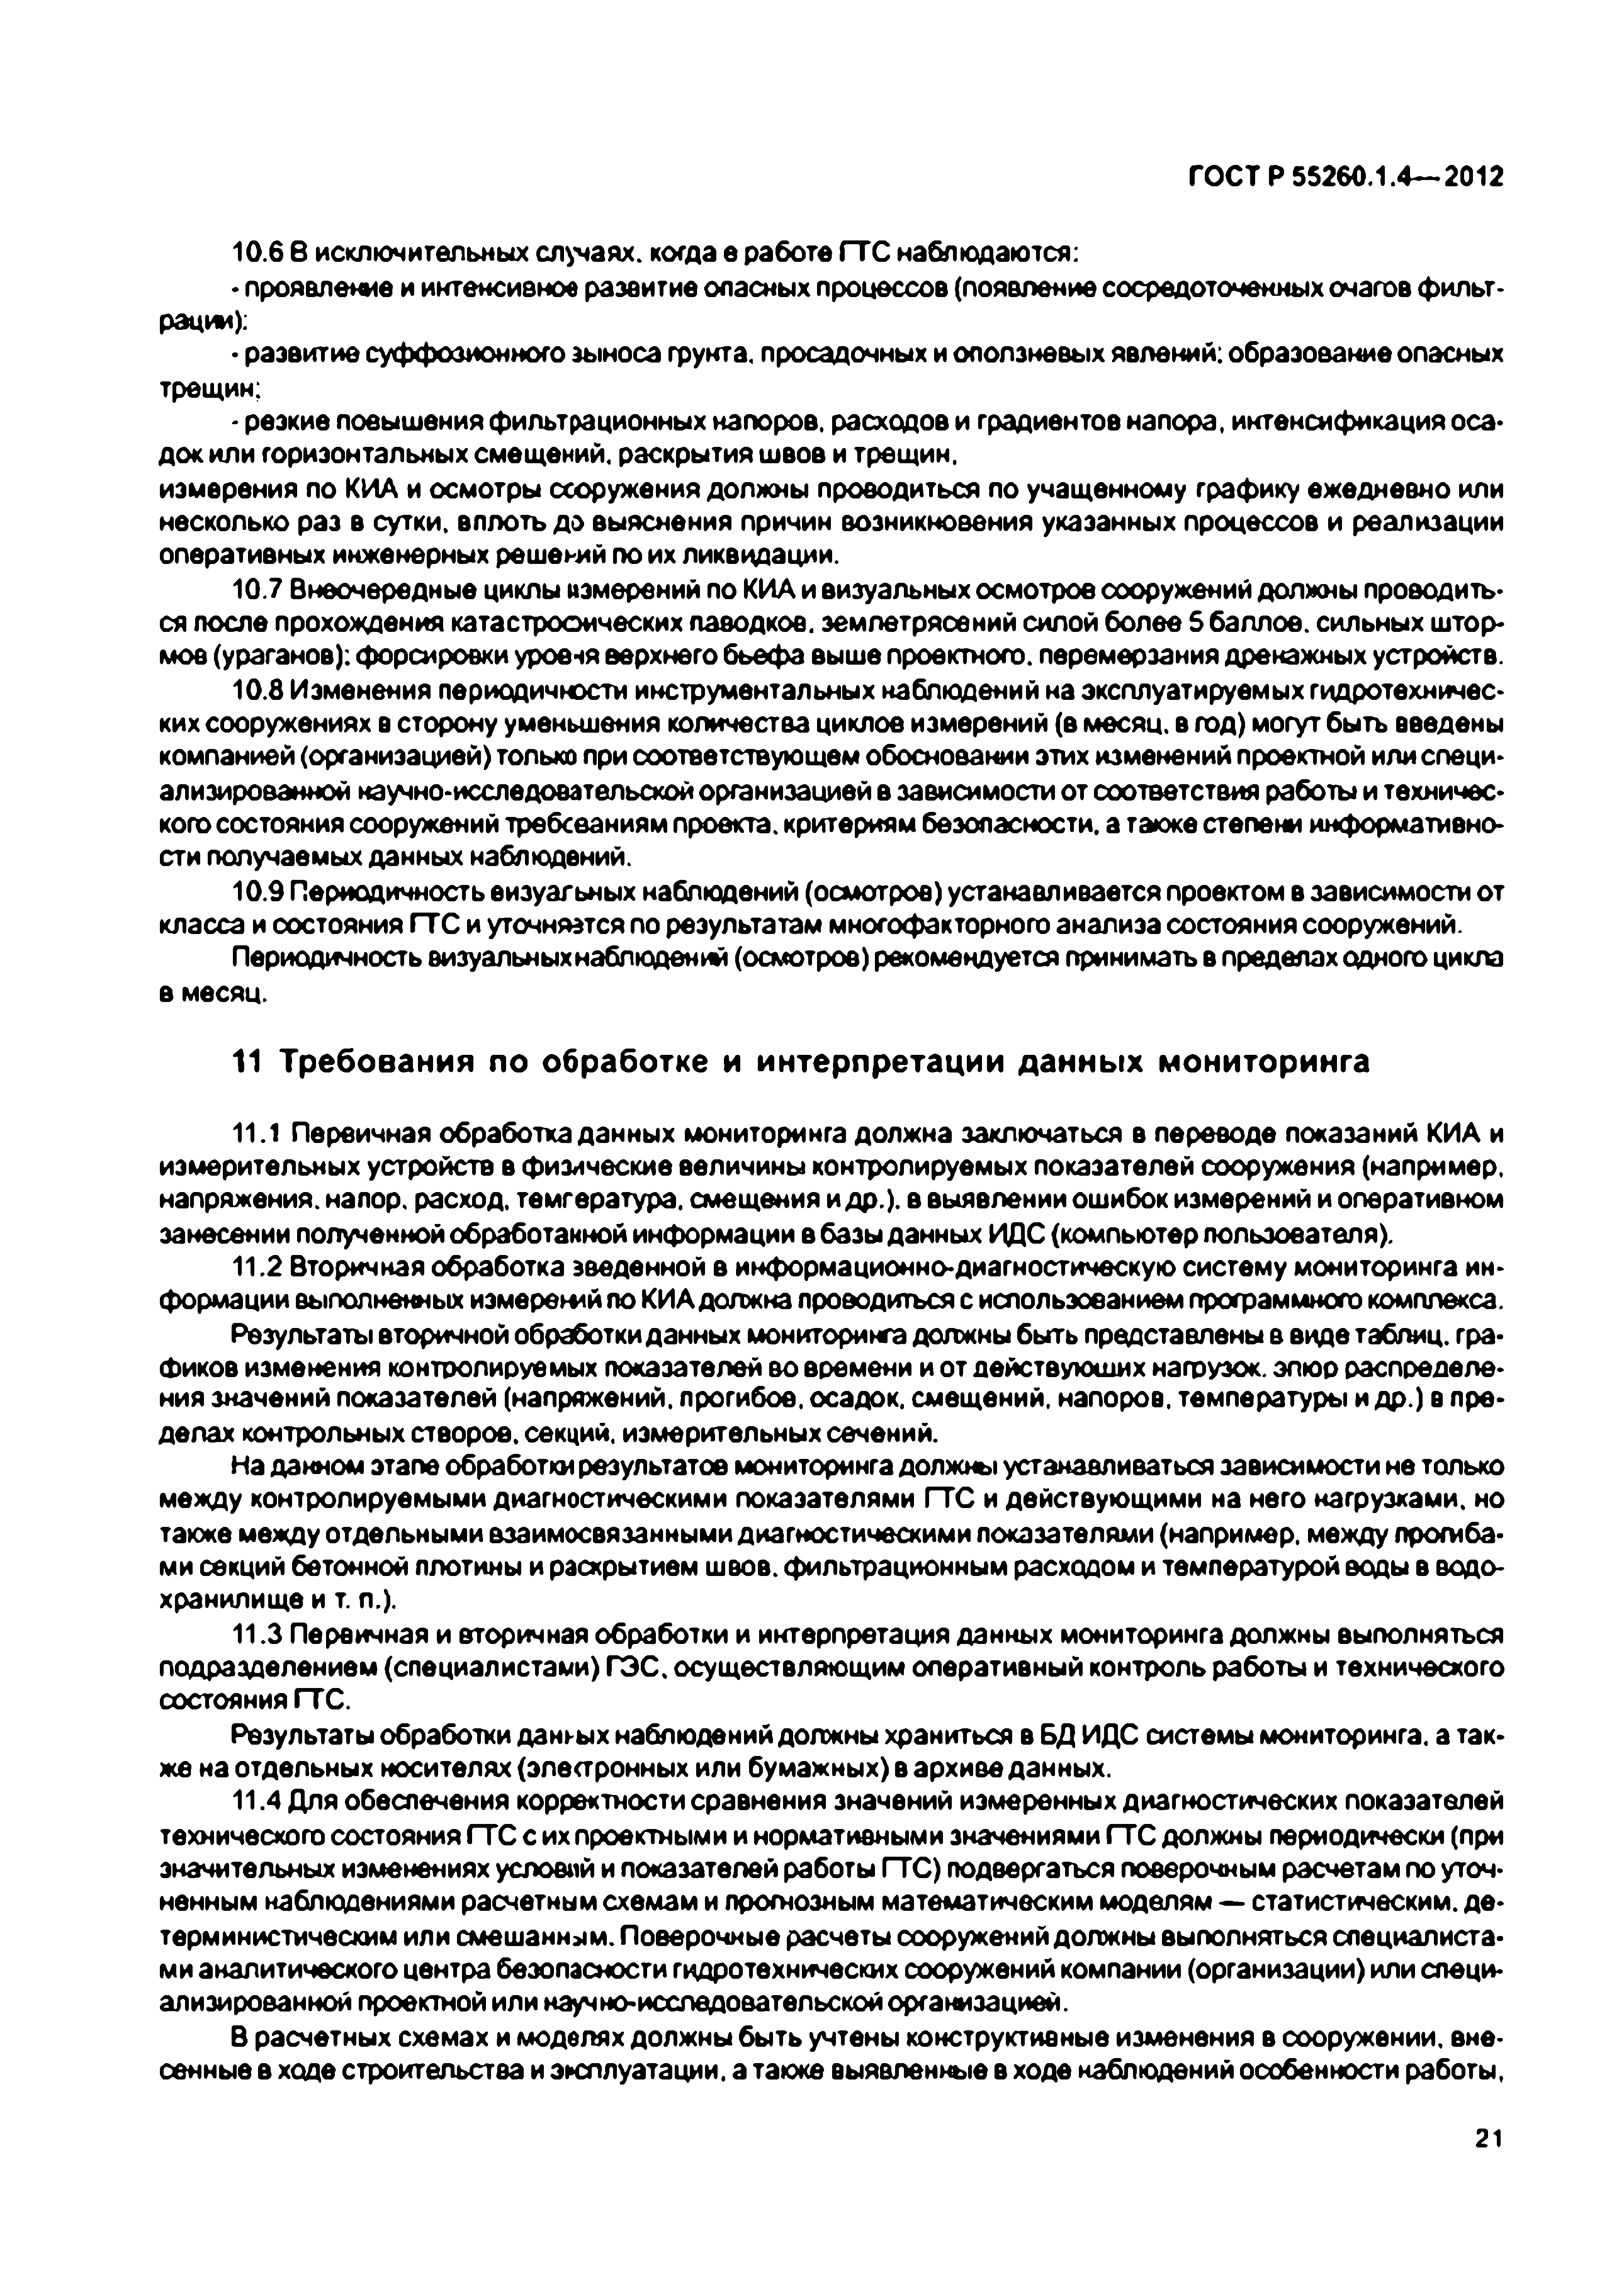 ГОСТ Р 55260.1.4—2012
10.6 В исключительных случаях, когда в работе ГТС наблюдаются:
- проявление и интенсивное развитие опасных процессов (появление сосредоточенных очагов фильт-
рации);
- развитие суффозионного выноса грунта, просадочных и оползневых явлений; образование опасных
трещин;
- резкие повышения фильтрационных напоров, расходов и градиентов напора, интенсификация оса-
док или горизонтальных смещений, раскрытия швов и трещин,
измерения по КИА и осмотры сооружения должны проводиться по учащенному графику ежедневно или
несколько раз в сутки, вплоть до выяснения причин возникновения указанных процессов и реализации
оперативных инженерных решений по их ликвидации.
10.7 Внеочередные циклы измерений по КИА и визуальных осмотров сооружений должны проводить-
ся после прохождения катастрофических паводков, землетрясений силой более 5 баллов, сильных штор-
мов (ураганов); форсировки уровня верхнего бьефа выше проектного, перемерзания дренажных устройств.
10.8 Изменения периодичности инструментальных наблюдений на эксплуатируемых гидротехничес-
ких сооружениях в сторону уменьшения количества циклов измерений (в месяц, в год) могут быть введены
компанией (организацией) только при соответствующем обосновании этих изменений проектной или специ-
ализированной научно-исследовательской организацией в зависимости от соответствия работы и техничес-
кого состояния сооружений требованиям проекта, критериям безопасности, а также степени информативно-
сти получаемых данных наблюдений.
10.9 Периодичность визуальных наблюдений (осмотров) устанавливается проектом в зависимости от
класса и состояния ГТС и уточняется по результатам многофакторного анализа состояния сооружений.
Периодичность визуальных наблюдений (осмотров) рекомендуется принимать в пределах одного цикла
в месяц.
11 Требования по обработке и интерпретации данных мониторинга
11.1 Первичная обработка данных мониторинга должна заключаться в переводе показаний КИА и
измерительных устройств в физические величины контролируемых показателей сооружения (например,
напряжения, напор, расход, температура, смещения и др.), в выявлении ошибок измерений и оперативном
занесении полученной обработанной информации в базы данных ИДС (компьютер пользователя).
11.2 Вторичная обработка введенной в информационно-диагностическую систему мониторинга ин-
формации выполненных измерений по КИА должна проводиться с использованием программного комплекса.
Результаты вторичной обработки данных мониторинга должны быть представлены в виде таблиц, гра-
фиков изменения контролируемых показателей во времени и от действующих нагрузок, эпюр распределе-
ния значений показателей (напряжений, прогибов, осадок, смещений, напоров, температуры и др.) в пре-
делах контрольных створов, секций, измерительных сечений.
На данном этапе обработки результатов мониторинга должны устанавливаться зависимости не только
между контролируемыми диагностическими показателями ГТС и действующими на него нагрузками, но
также между отдельными взаимосвязанными диагностическими показателями (например, между прогиба-
ми секций бетонной плотины и раскрытием швов, фильтрационным расходом и температурой воды в водо-
хранилище и т. п.).
11.3 Первичная и вторичная обработки и интерпретация данных мониторинга должны выполняться
подразделением (специалистами) ГЭС, осуществляющим оперативный контроль работы и технического
состояния ГТС.
Результаты обработки данных наблюдений должны храниться в БД ИДС системы мониторинга, а так-
же на отдельных носителях (электронных или бумажных) в архиве данных.
11.4 Для обеспечения корректности сравнения значений измеренных диагностических показателей
технического состояния ГТС с их проектными и нормативными значениями ГТС должны периодически (при
значительных изменениях условий и показателей работы ГТС) подвергаться поверочным расчетам по уточ-
ненным наблюдениями расчетным схемам и прогнозным математическим моделям — статистическим, де-
терминистическим или смешанным. Поверочные расчеты сооружений должны выполняться специалиста-
ми аналитического центра безопасности гидротехнических сооружений компании (организации) или специ-
ализированной проектной или научно-исследовательской организацией.
В расчетных схемах и моделях должны быть учтены конструктивные изменения в сооружении, вне-
сенные в ходе строительства и эксплуатации, а также выявленные в ходе наблюдений особенности работы,
21